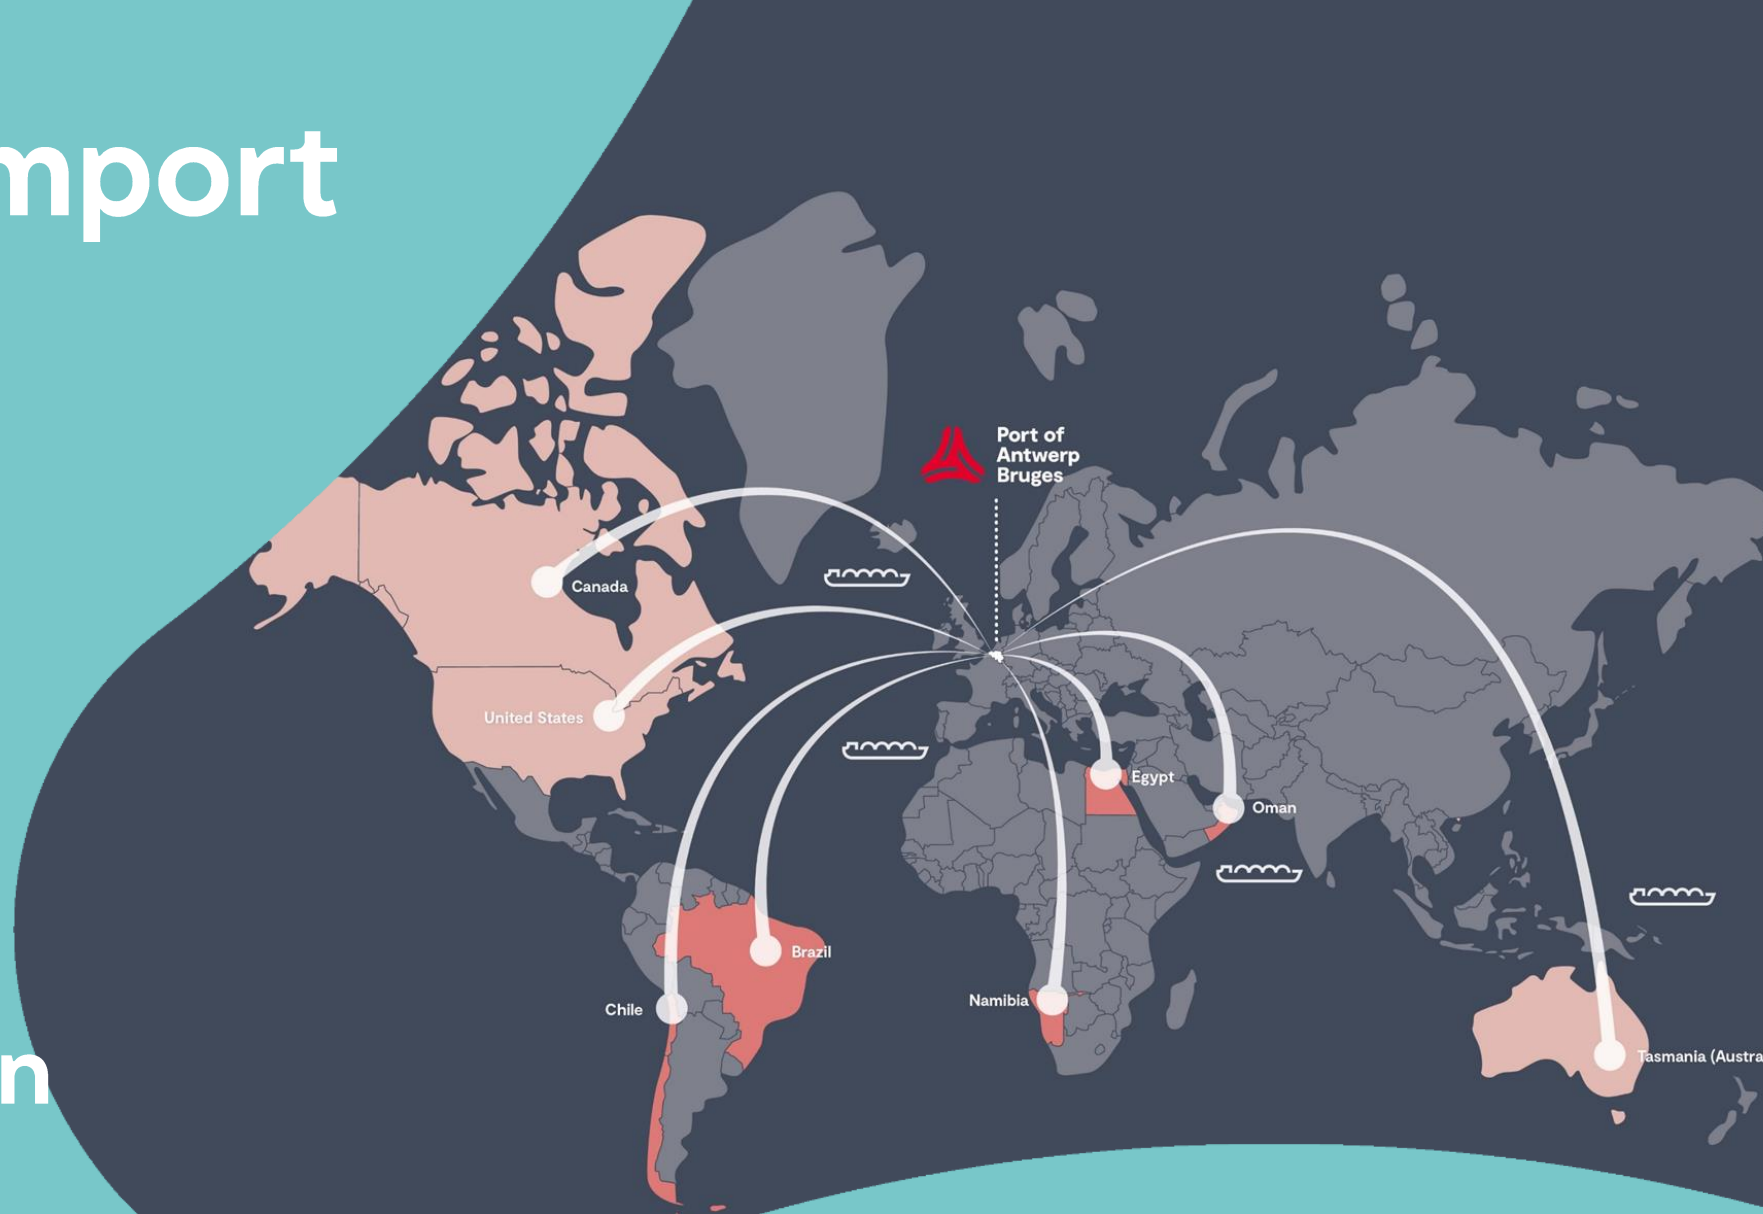 mport
Port of
Antwerp
Bruges
Canada
United States
Egypt
Oman
Brazil
Namibia
Chile
Tasmania (Austra
n